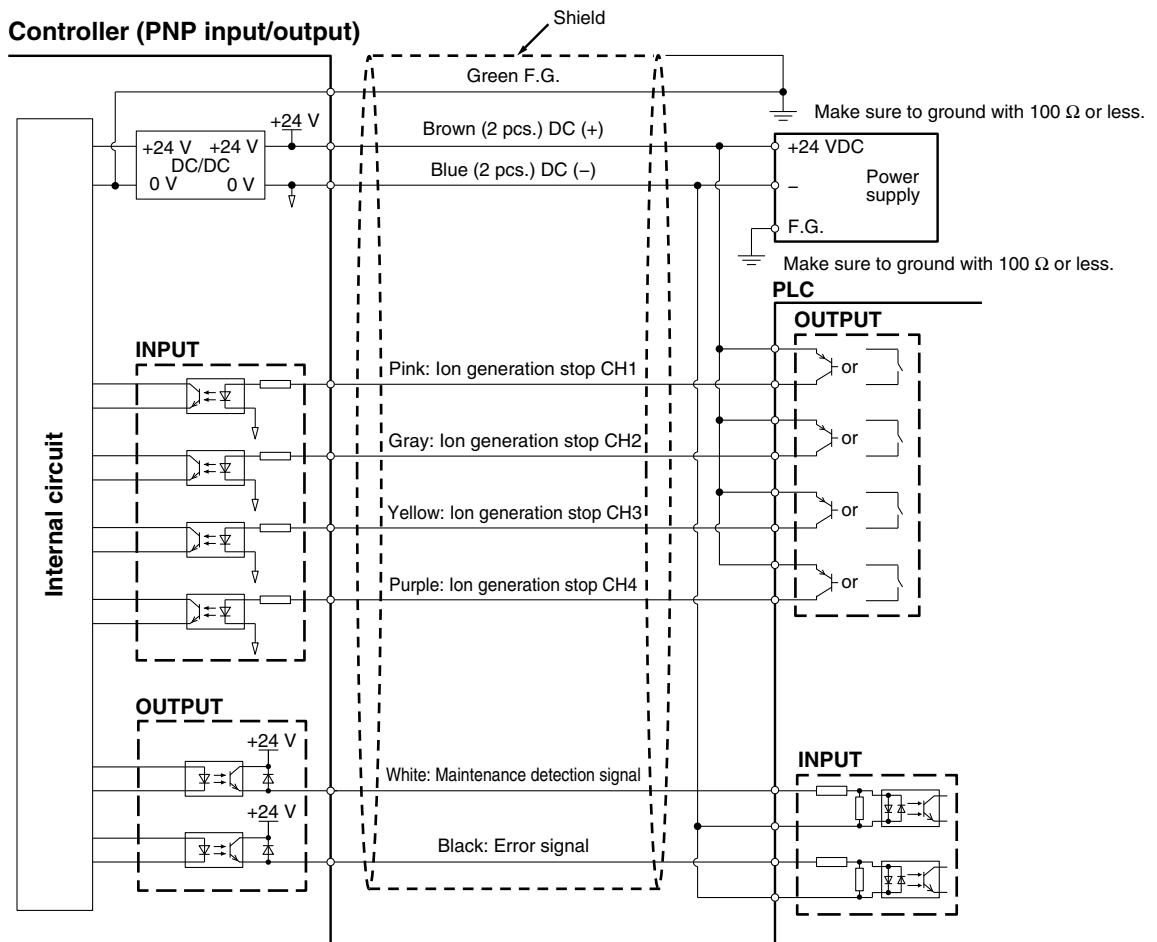 Controller (PNP input/output)
Shield
Green F.G.
Make sure to ground with 100 Ω or less.
+24 V
Brown (2 pcs.) DC (+)
+24 V +24 V
DC/DC
0 V 0 V
Blue (2 pcs.) DC (−)
+24 VDC
−
Power
supply
F.G.
Make sure to ground with 100 Ω or less.
PLC
OUTPUT
INPUT
Internal circuit
Pink: Ion generation stop CH1
or
Gray: Ion generation stop CH2
or
Yellow: Ion generation stop CH3
or
Purple: Ion generation stop CH4
or
OUTPUT
+24 V
White: Maintenance detection signal
INPUT
+24 V
Black: Error signal